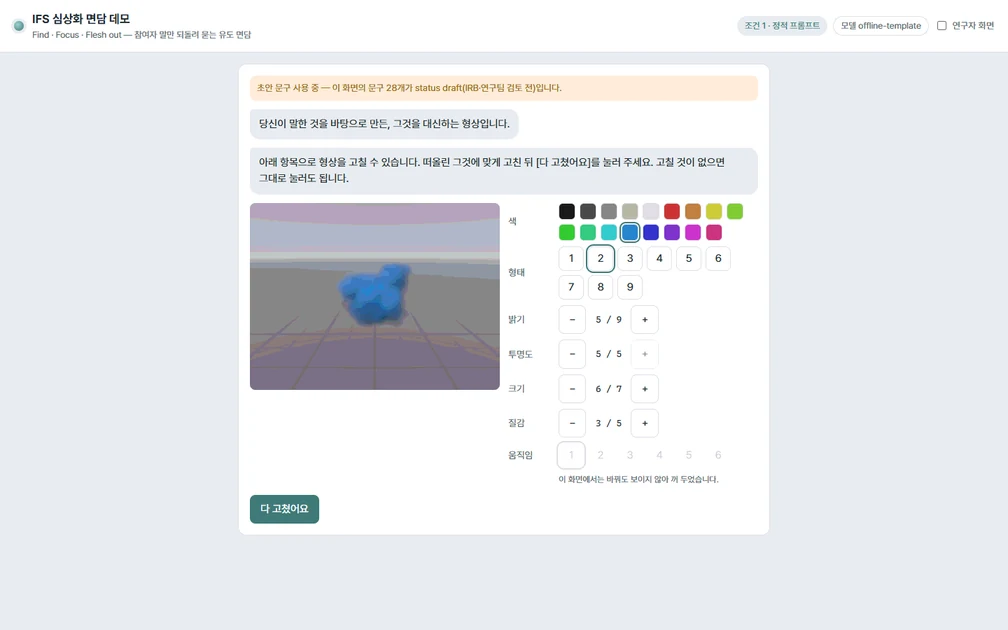 IFS 심상화 면담 데모
Find · Focus · Flesh out — 참여자 말만 되돌려 묻는 유도 면담
조건 1 · 정적 프롬프트
모델 offline-template
연구자 화면
초안 문구 사용 중 — 이 화면의 문구 28개가 status draft(IRB·연구팀 검토 전)입니다.
당신이 말한 것을 바탕으로 만든, 그것을 대신하는 형상입니다.
아래 항목으로 형상을 고칠 수 있습니다. 떠올린 그것에 맞게 고친 뒤 [다 고쳤어요]를 눌러 주세요. 고칠 것이 없으면
그대로 눌러도 됩니다.
색
형태
1 2 3 4 5 6
7 8 9
밝기 − 5 / 9 +
투명도 − 5 / 5 +
크기 − 6 / 7 +
질감 − 3 / 5 +
움직임 1 2 3 4 5 6
이 화면에서는 바꿔도 보이지 않아 꺼 두었습니다.
다 고쳤어요